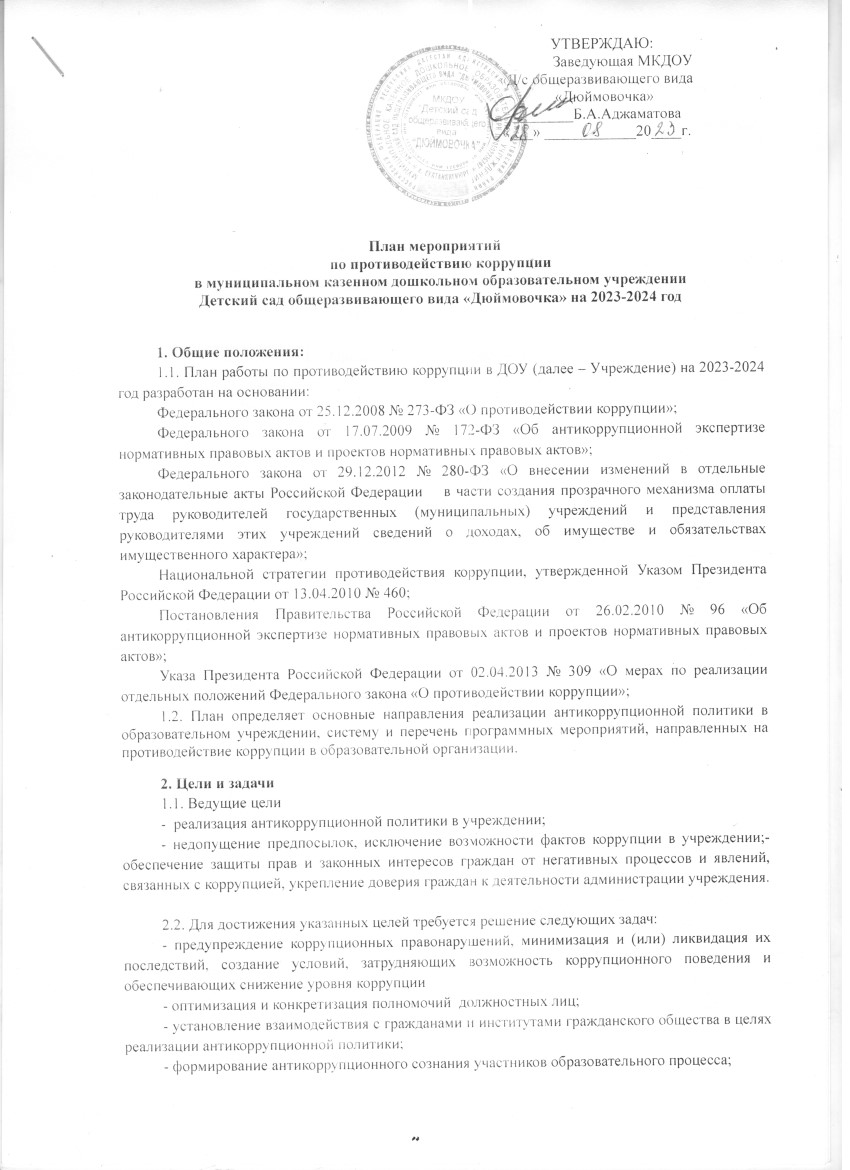 УТВЕРЖДАЮ:
Заведующая МКДОУ
Д/с общеразвивающего вида
«Дюймовочка»
Б.А.Аджаматова
«28» 08 2023г.
МКДОУ
Детский сад
общеразвивающего
вида
"ДЮЙМОВОЧКА"
План мероприятий
по противодействию коррупции
в муниципальном казенном дошкольном образовательном учреждении
Детский сад общеразвивающего вида «Дюймовочка» на 2023-2024 год
1. Общие положения:
1.1. План работы по противодействию коррупции в ДОУ (далее – Учреждение) на 2023-2024
год разработан на основании:
Федерального закона от 25.12.2008 № 273-ФЗ «О противодействии коррупции»;
Федерального закона от 17.07.2009 № 172-ФЗ «Об антикоррупционной экспертизе
нормативных правовых актов и проектов нормативных правовых актов»;
Федерального закона от 29.12.2012 № 280-ФЗ «О внесении изменений в отдельные
законодательные акты Российской Федерации в части создания прозрачного механизма оплаты
труда руководителей государственных (муниципальных) учреждений и представления
руководителями этих учреждений сведений о доходах, об имуществе и обязательствах
имущественного характера»;
Национальной стратегии противодействия коррупции, утвержденной Указом Президента
Российской Федерации от 13.04.2010 № 460;
Постановления Правительства Российской Федерации от 26.02.2010 № 96 «Об
антикоррупционной экспертизе нормативных правовых актов и проектов нормативных правовых
актов»;
Указа Президента Российской Федерации от 02.04.2013 № 309 «О мерах по реализации
отдельных положений Федерального закона «О противодействии коррупции»;
1.2. План определяет основные направления реализации антикоррупционной политики в
образовательном учреждении, систему и перечень программных мероприятий, направленных на
противодействие коррупции в образовательной организации.
2. Цели и задачи
1.1. Ведущие цели
- реализация антикоррупционной политики в учреждении;
- недопущение предпосылок, исключение возможности фактов коррупции в учреждении;-
обеспечение защиты прав и законных интересов граждан от негативных процессов и явлений,
связанных с коррупцией, укрепление доверия граждан к деятельности администрации учреждения.
2.2. Для достижения указанных целей требуется решение следующих задач:
- предупреждение коррупционных правонарушений, минимизация и (или) ликвидация их
последствий, создание условий, затрудняющих возможность коррупционного поведения и
обеспечивающих снижение уровня коррупции
- оптимизация и конкретизация полномочий должностных лиц;
- установление взаимодействия с гражданами и институтами гражданского общества в целях
реализации антикоррупционной политики;
- формирование антикоррупционного сознания участников образовательного процесса;